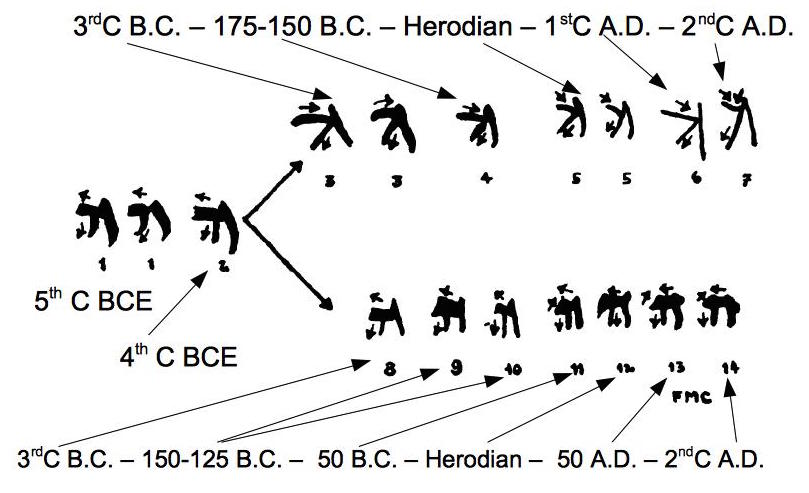 3rdC B.C. – 175-150 B.C. – Herodian – 1stC A.D. – 2ndC A.D.
3 3 4 5 5 6 7
1 1 2
5th C BCE
4th C BCE
8 9 10 11 12 13 14
FMC
3rdC B.C. – 150-125 B.C. – 50 B.C. – Herodian – 50 A.D. – 2ndC A.D.